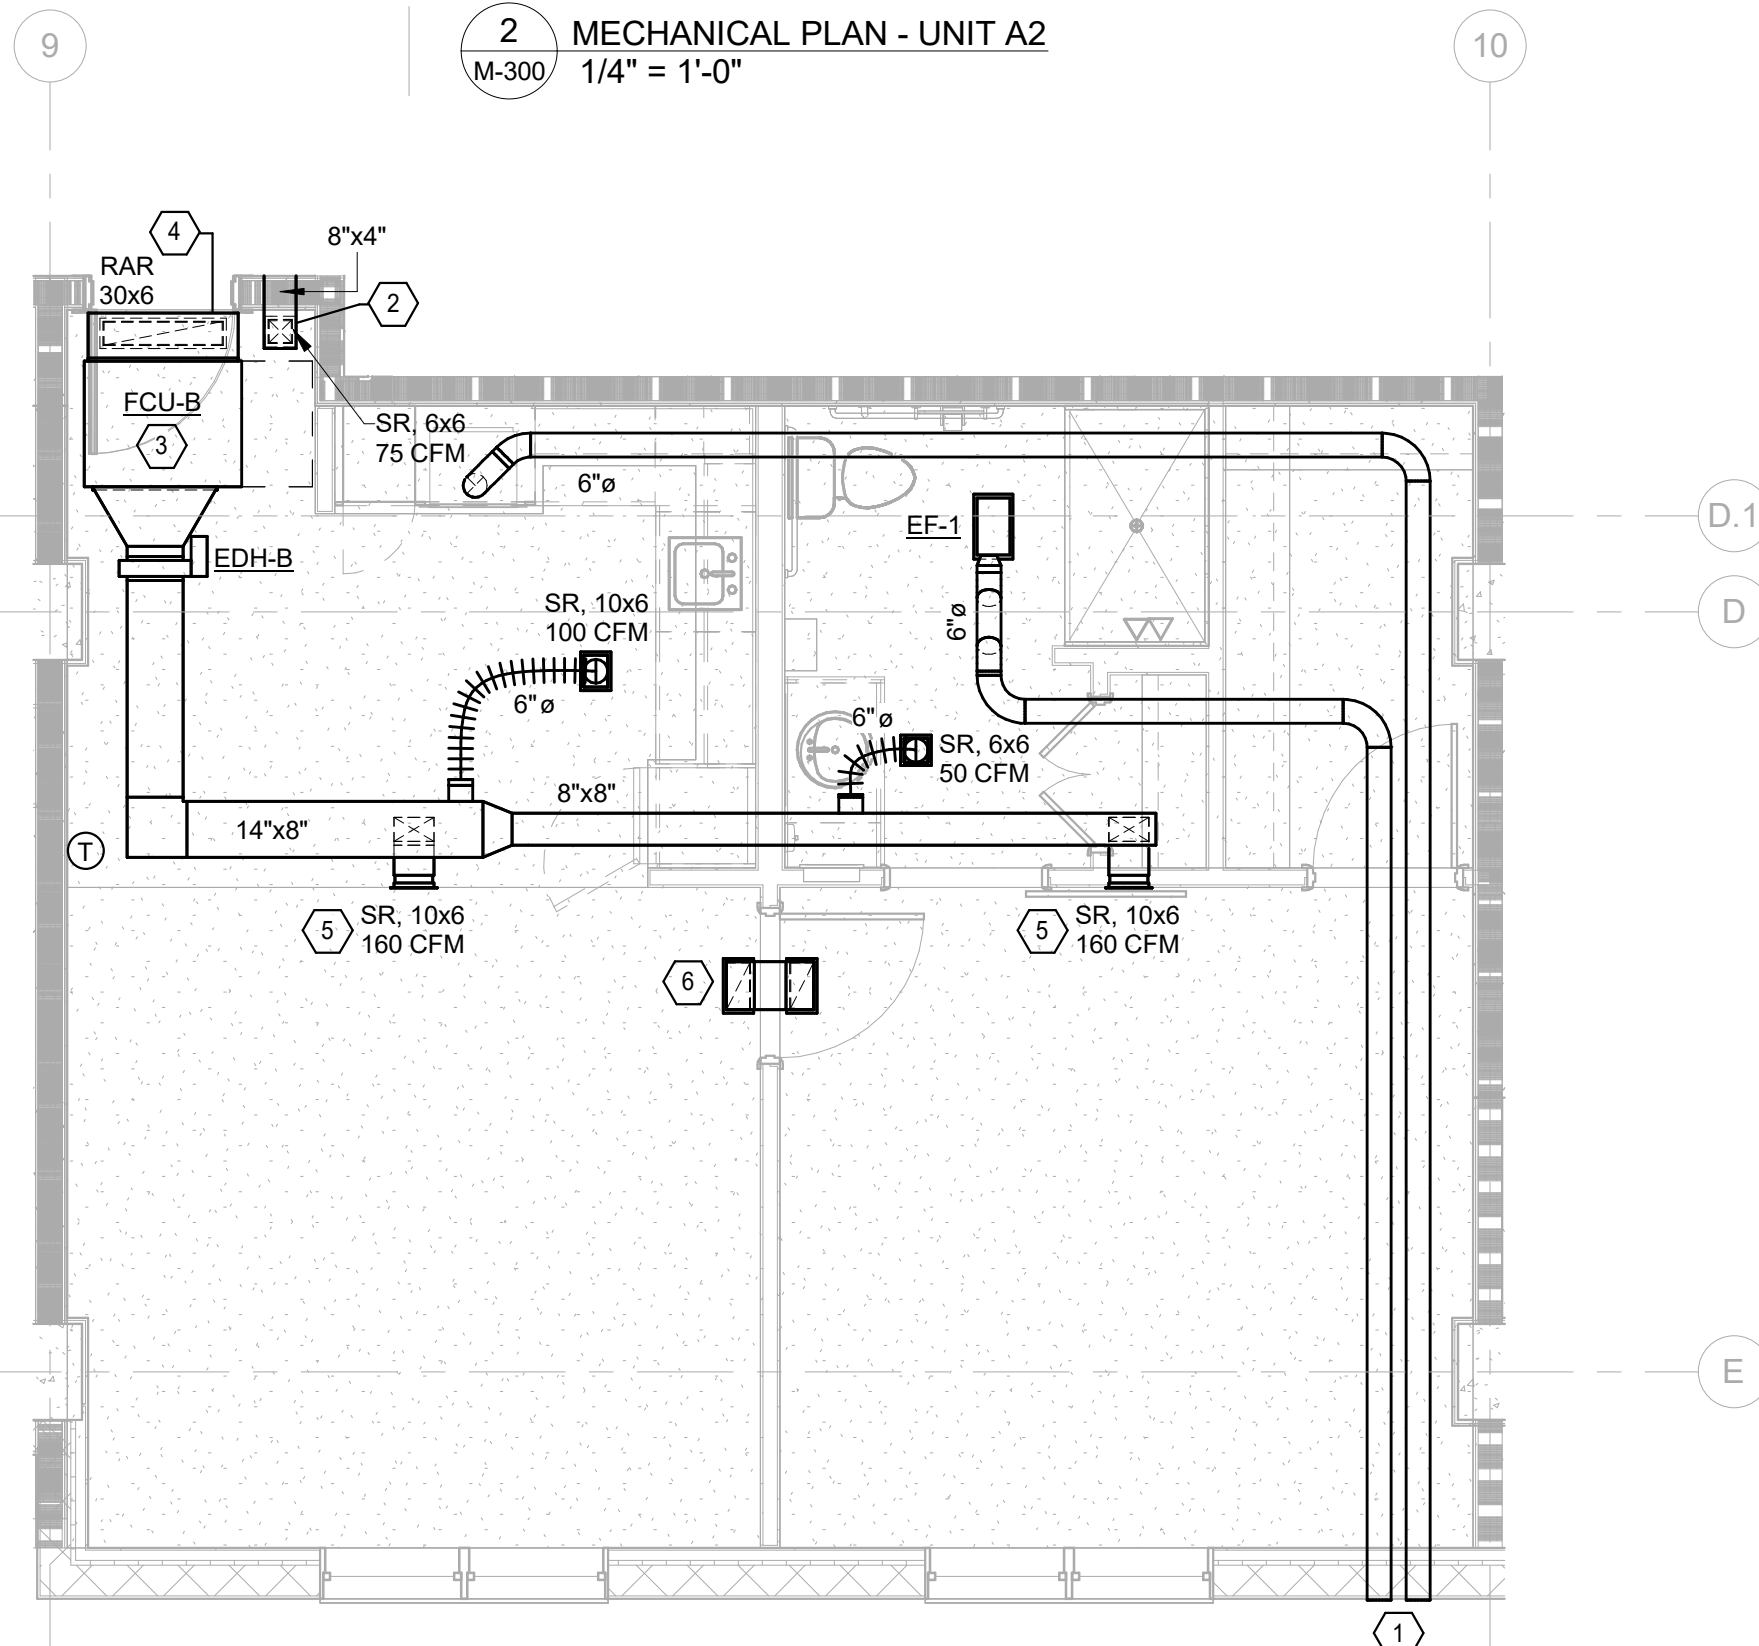 2
M-300
MECHANICAL PLAN - UNIT A2
1/4" = 1'-0"
9
10
4
8"x4"
RAR
30x6
2
FCU-B
3
SR, 6x6
75 CFM
6"ø
EF-1
D.1
EDH-B
SR, 10x6
100 CFM
6"ø
D
6"ø
6"ø
SR, 6x6
50 CFM
8"x8"
14"x8"
T
5
SR, 10x6
160 CFM
5
SR, 10x6
160 CFM
6
E
1